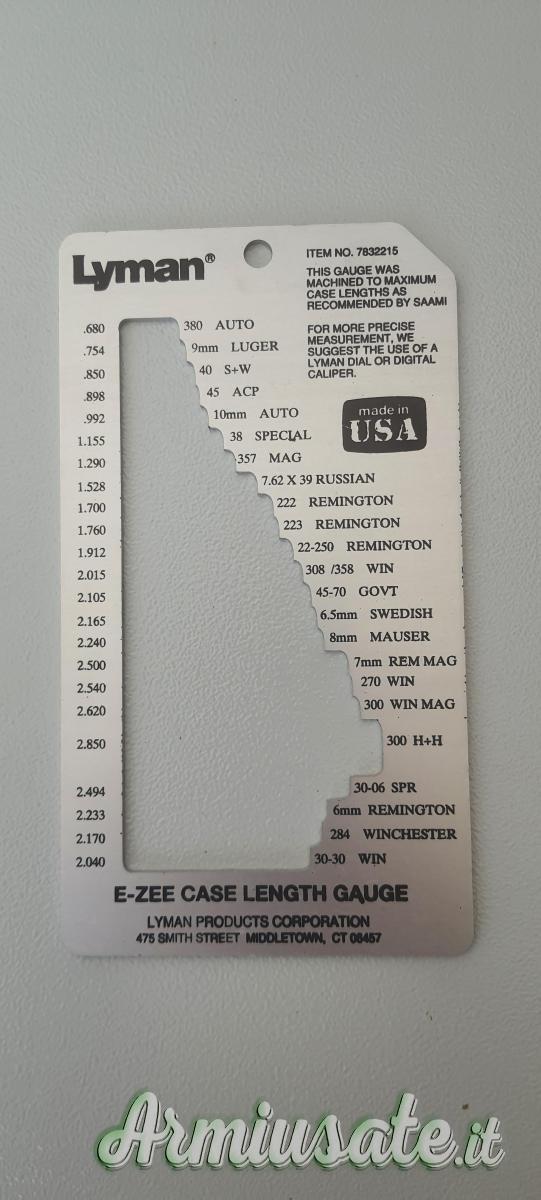 Lyman®
ITEM NO. 7832215
THIS GAUGE WAS
MACHINED TO MAXIMUM
CASE LENGTHS AS
RECOMMENDED BY SAAMI
FOR MORE PRECISE
MEASUREMENT, WE
SUGGEST THE USE OF A
LYMAN DIAL OR DIGITAL
CALIPER.
made in
USA
.680 380 AUTO
.754 9mm LUGER
.850 40 S+W
.898 45 ACP
.992 10mm AUTO
1.155 38 SPECIAL
1.290 357 MAG
1.528 7.62 X 39 RUSSIAN
1.700 222 REMINGTON
1.760 223 REMINGTON
1.912 22-250 REMINGTON
2.015 308 /358 WIN
2.105 45-70 GOVT
2.165 6.5mm SWEDISH
2.240 8mm MAUSER
2.500 7mm REM MAG
2.540 270 WIN
2.620 300 WIN MAG
2.850 300 H+H
2.494 30-06 SPR
2.233 6mm REMINGTON
2.170 284 WINCHESTER
2.040 30-30 WIN
E-ZEE CASE LENGTH GAUGE
LYMAN PRODUCTS CORPORATION
475 SMITH STREET MIDDLETOWN, CT 06457
Armiusate.it